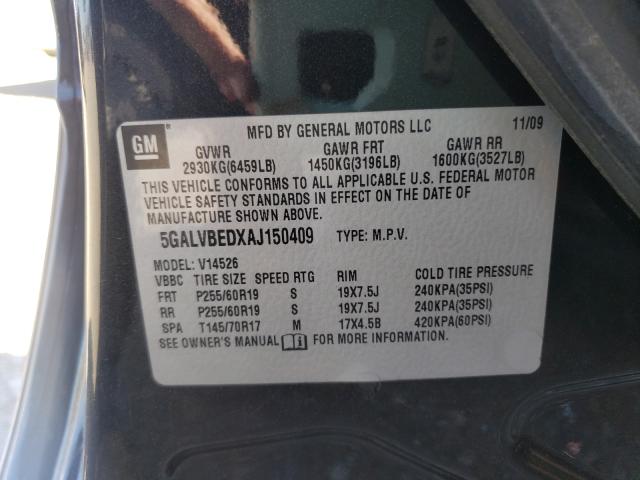 GM
MFD BY GENERAL MOTORS LLC 11/09
GVWR GAWR FRT GAWR RR
2930KG(6459LB) 1450KG(3196LB) 1600KG(3527LB)
THIS VEHICLE CONFORMS TO ALL APPLICABLE U.S. FEDERAL MOTOR
VEHICLE SAFETY STANDARDS IN EFFECT ON THE DATE OF
MANUFACTURE SHOWN ABOVE.
5GALVBEDXAJ150409 TYPE: M.P.V.
MODEL: V14526
VBBC TIRE SIZE SPEED RTG RIM COLD TIRE PRESSURE
FRT P255/60R19 S 19X7.5J 240KPA(35PSI)
RR P255/60R19 S 19X7.5J 240KPA(35PSI)
SPA T145/70R17 M 17X4.5B 420KPA(60PSI)
SEE OWNER'S MANUAL FOR MORE INFORMATION.